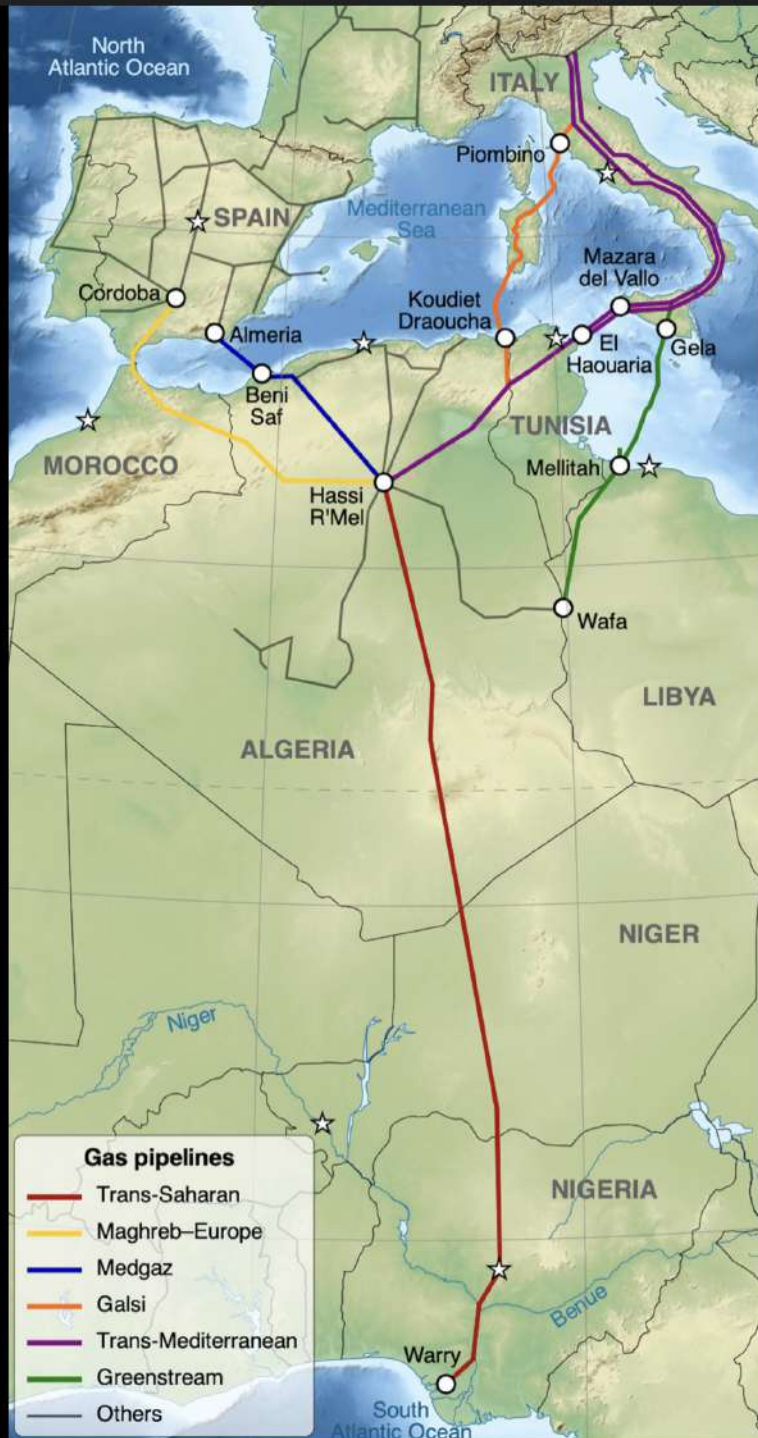 North
Atlantic Ocean
ITALY
Piombino
SPAIN
Mediterranean
Sea
Mazara
del Vallo
Córdoba
Koudiet
Draoucha
Almeria
El
Haouaria
Gela
Beni
Saf
TUNISIA
MOROCCO
Mellitah
Hassi
R'Mel
Wafa
LIBYA
ALGERIA
NIGER
Niger
Gas pipelines
Trans-Saharan
Maghreb–Europe
Medgaz
Galsi
Trans-Mediterranean
Greenstream
Others
NIGERIA
Benue
Warry
South
Atlantic Ocean